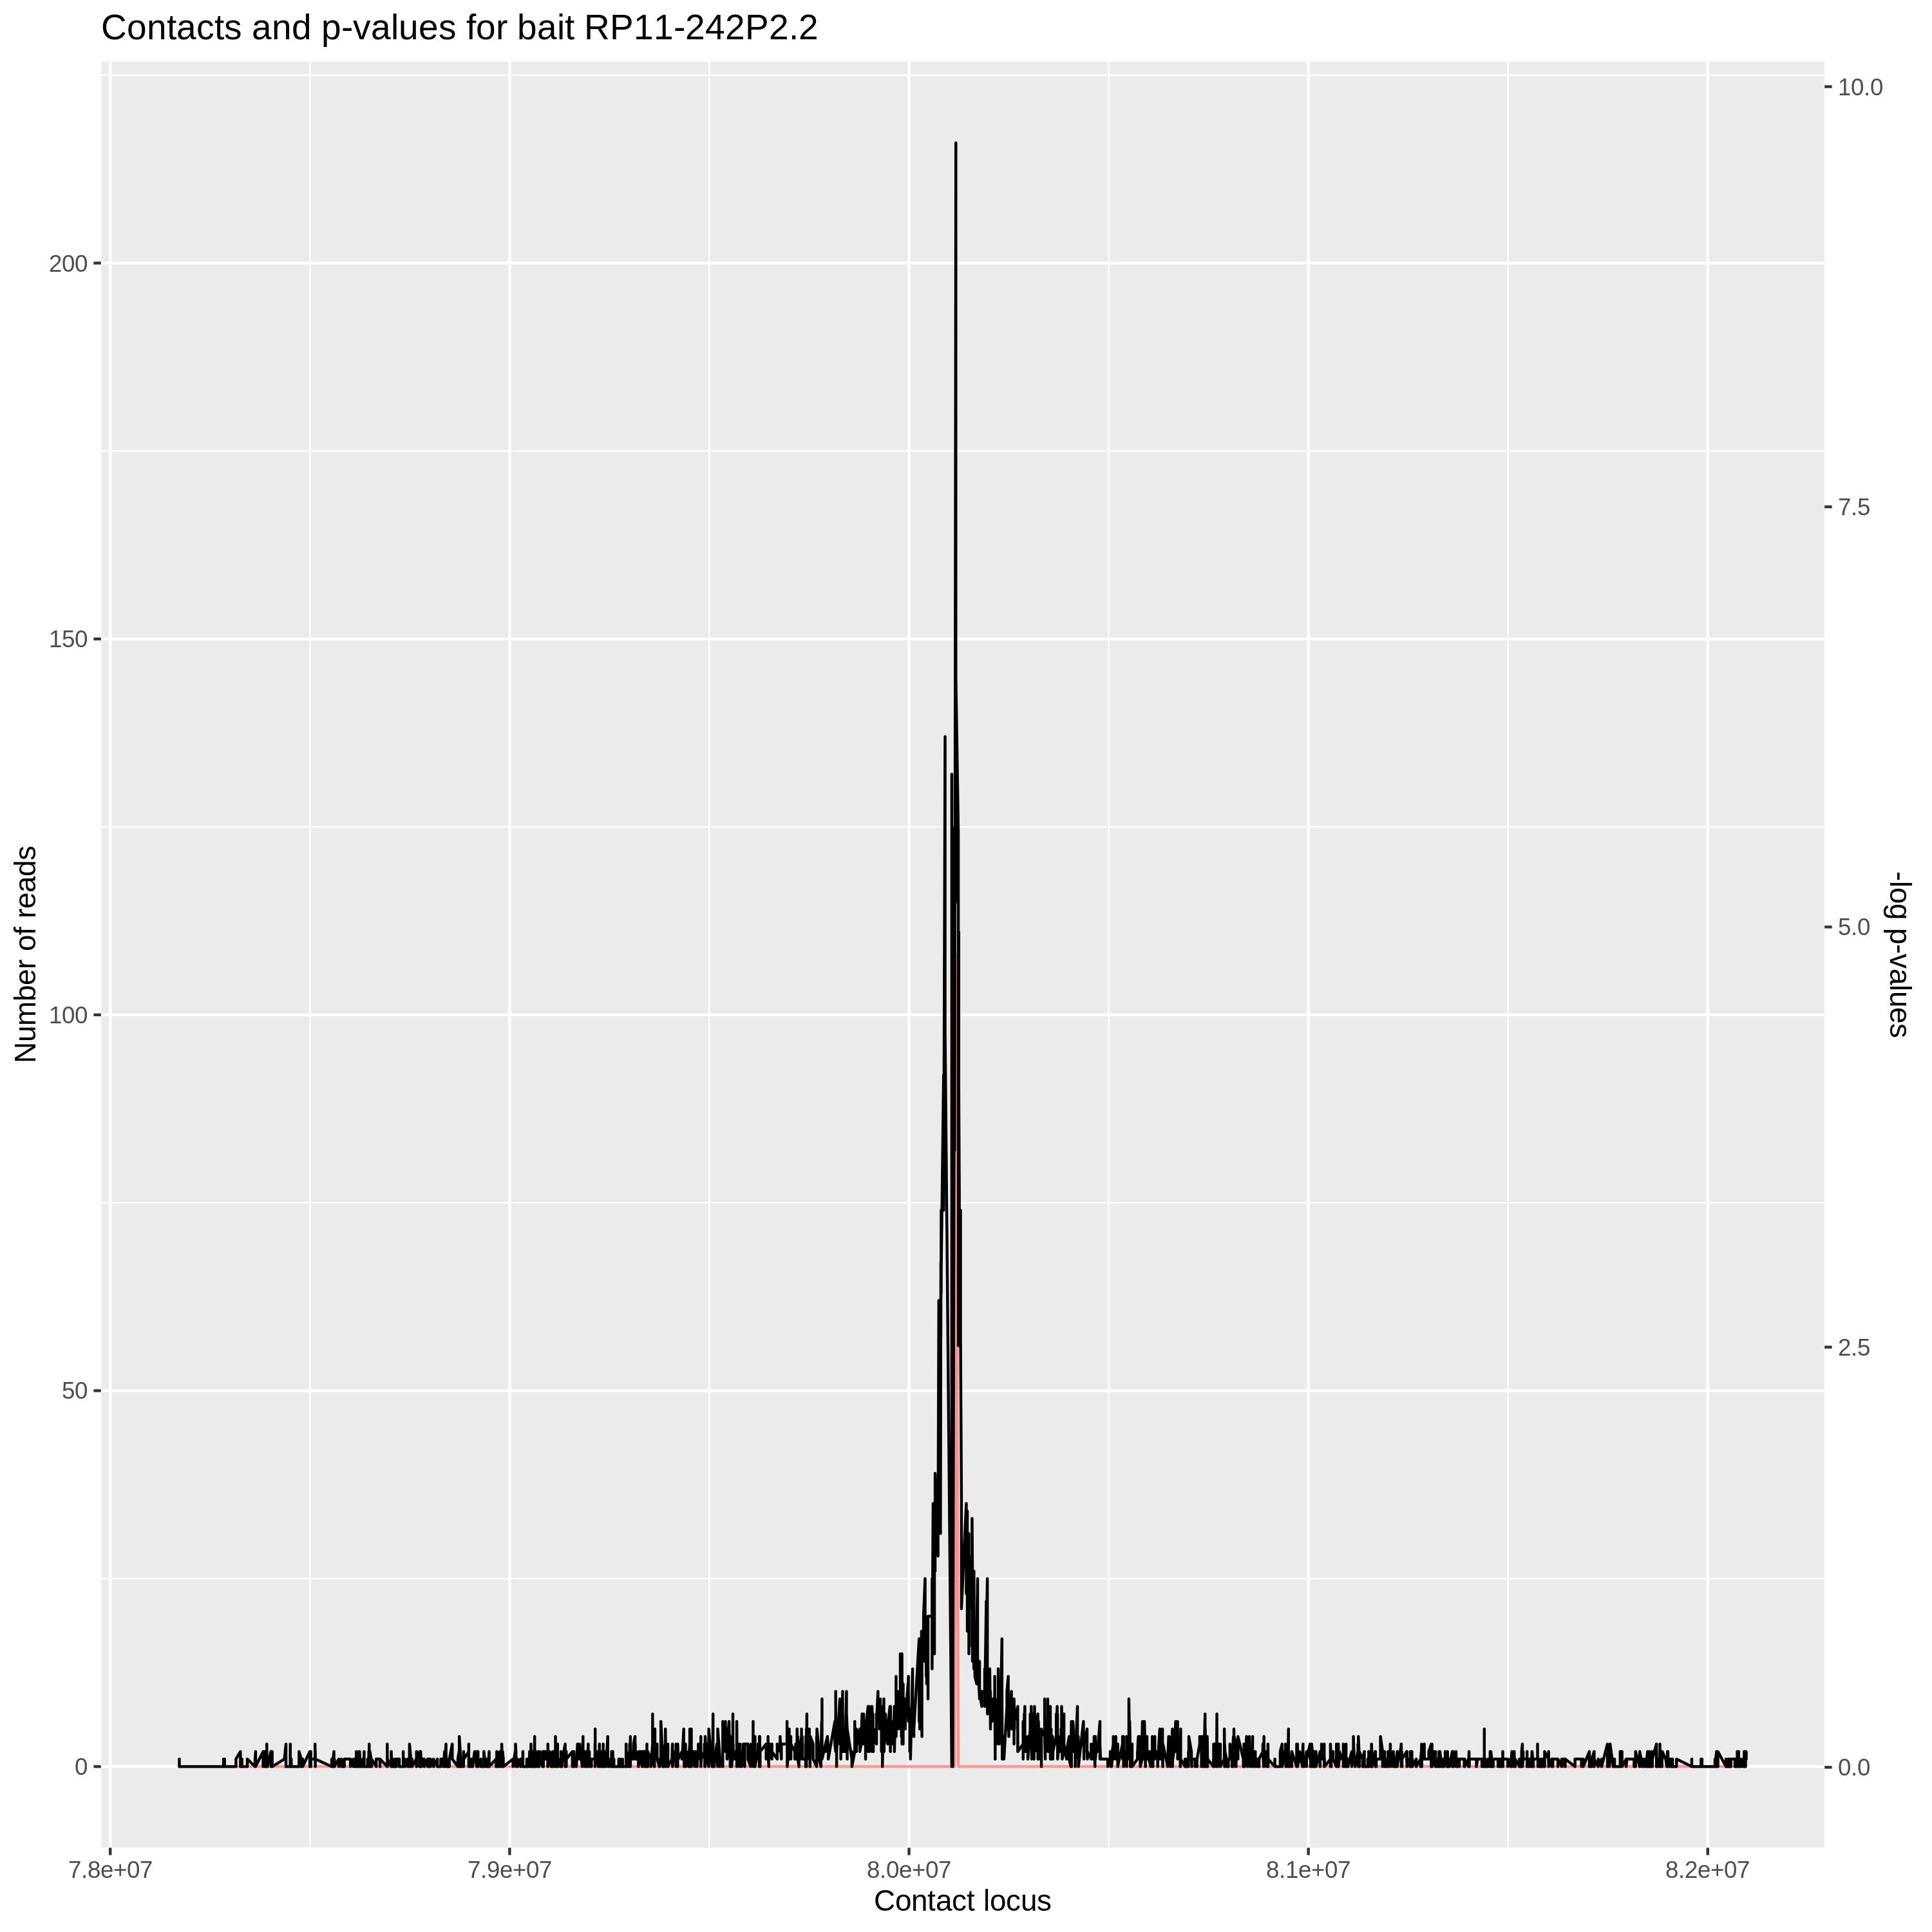 Contacts and p-values for bait RP11-242P2.2
10.0
200
7.5
150
Number of reads
5.0
-log p-values
100
50
2.5
0
0.0
7.8e+07 7.9e+07 8.0e+07 8.1e+07 8.2e+07
Contact locus